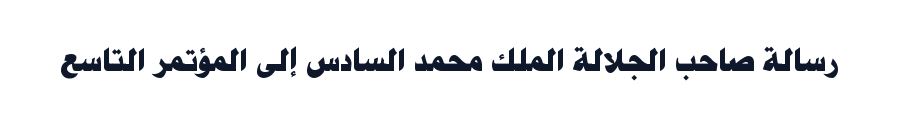 رسالة صاحب الجلالة الملك محمد السادس إلى المؤتمر التاسع